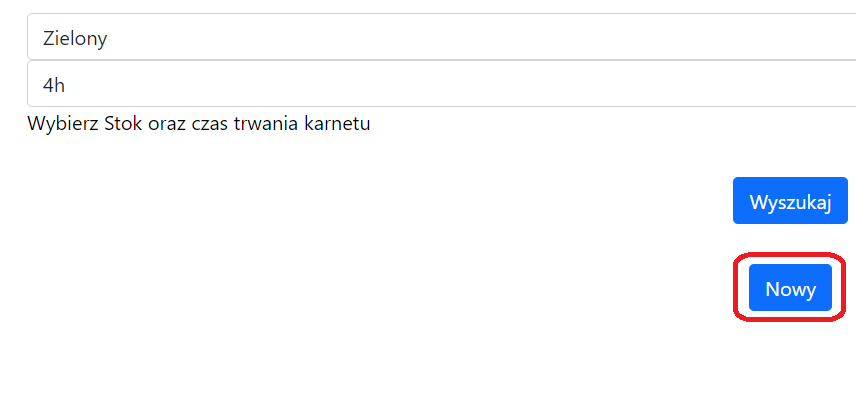 Zielony
4h
Wybierz Stok oraz czas trwania karnetu
Wyszukaj
Nowy